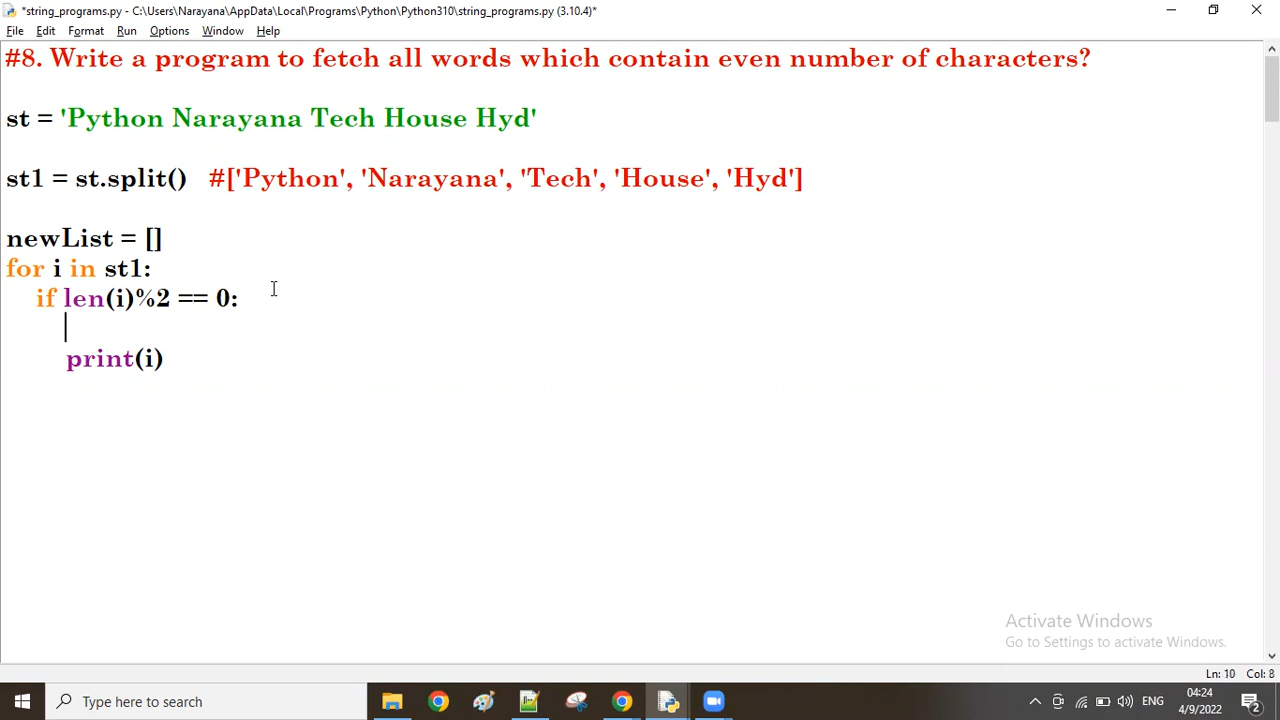 *string_programs.py - C:\Users\Narayana\AppData\Local\Programs\Python\Python310\string_programs.py (3.10.4)*
File Edit Format Run Options Window Help
#8. Write a program to fetch all words which contain even number of characters?
st = 'Python Narayana Tech House Hyd'
st1 = st.split()   #['Python', 'Narayana', 'Tech', 'House', 'Hyd']
newList = []
for i in st1:
    if len(i)%2 == 0:
        print(i)
Activate Windows
Go to Settings to activate Windows.
Ln: 10 Col: 8
Type here to search
ENG
04:24
4/9/2022
2